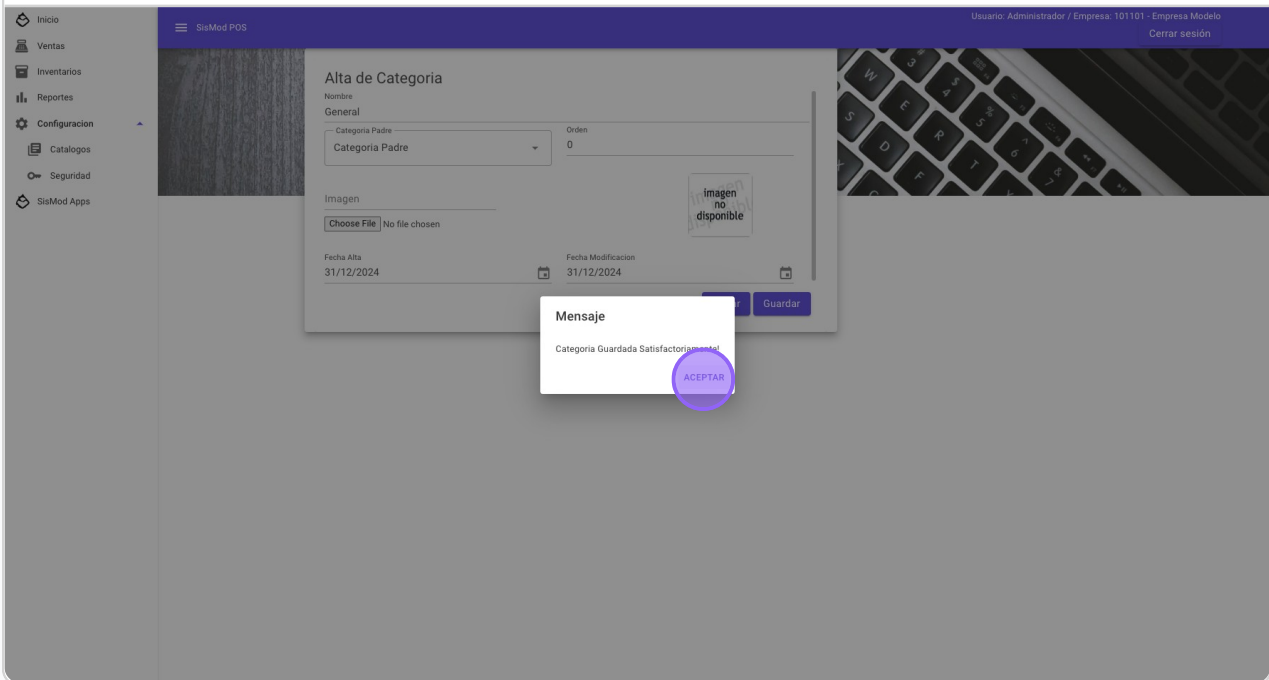 Inicio
Ventas
Inventarios
Reportes
Configuracion
Catalogos
Seguridad
SisMod Apps
SisMod POS
Usuario: Administrador / Empresa: 101101 - Empresa Modelo
Cerrar sesión
Alta de Categoria
Nombre
General
Categoria Padre
Categoria Padre
Orden
0
Imagen
Choose File No file chosen
imagen
no
disponible
Fecha Alta
31/12/2024
Fecha Modificacion
31/12/2024
Guardar
Mensaje
Categoria Guardada Satisfactoriamente!
ACEPTAR